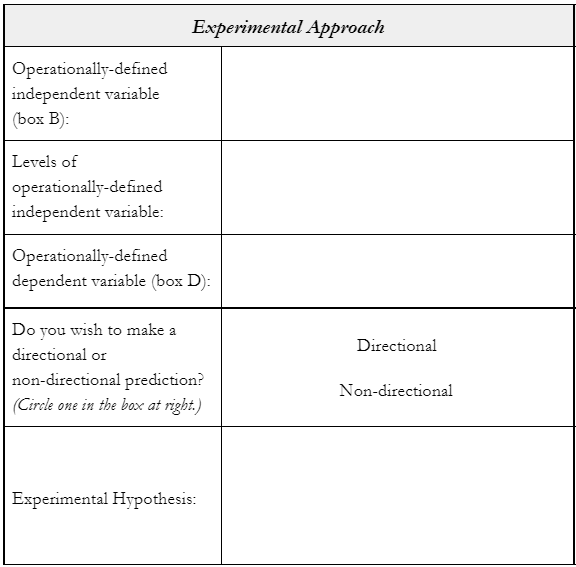 Experimental Approach
Operationally-defined
independent variable
(box B):
Levels of
operationally-defined
independent variable:
Operationally-defined
dependent variable (box D):
Do you wish to make a
directional or
non-directional prediction?
(Circle one in the box at right.)
Directional
Non-directional
Experimental Hypothesis: